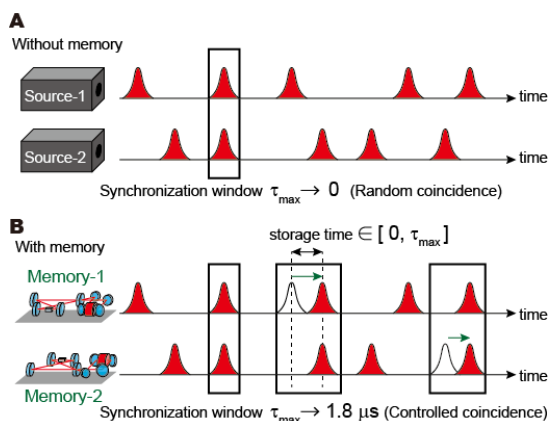 A
Without memory
Source-1
time
Source-2
time
Synchronization window τmax → 0 (Random coincidence)
B
With memory
storage time ∈ [ 0, τmax ]
Memory-1
time
time
Memory-2
Synchronization window τmax → 1.8 μs (Controlled coincidence)